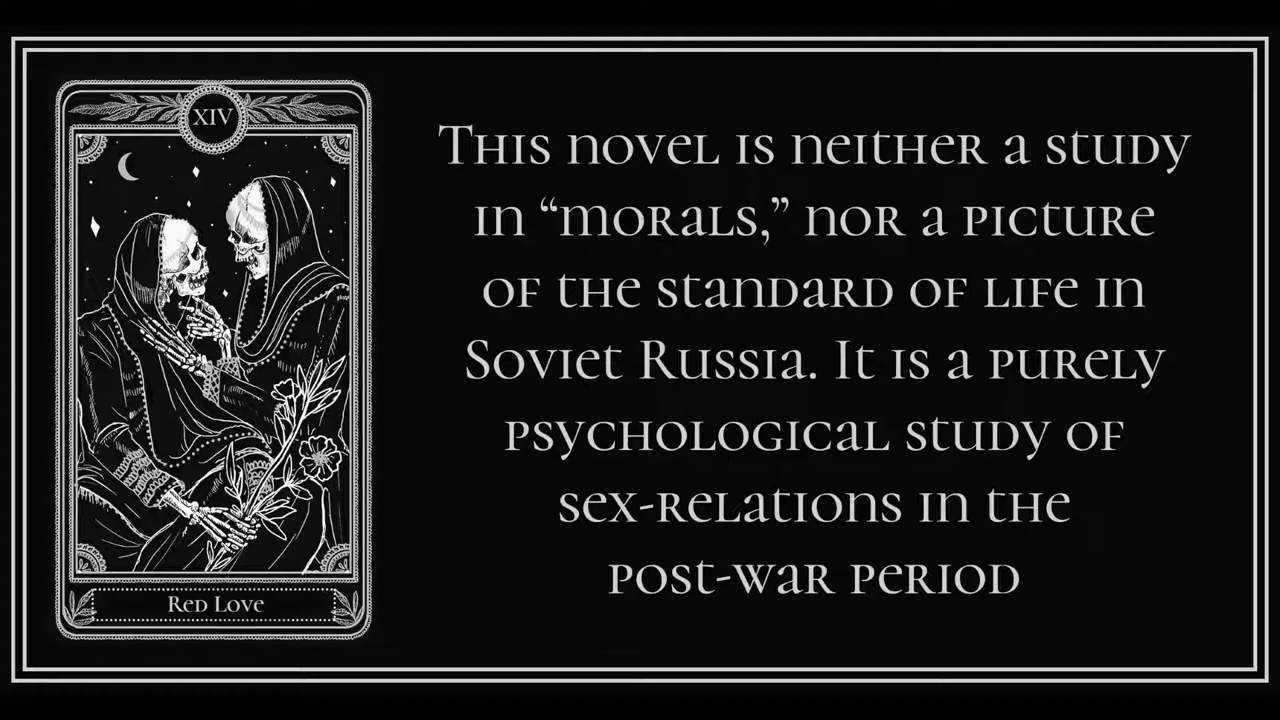 XIV
Red Love
This novel is neither a study
in “morals,” nor a picture
of the standard of life in
Soviet Russia. It is a purely
psychological study of
sex-relations in the
post-war period